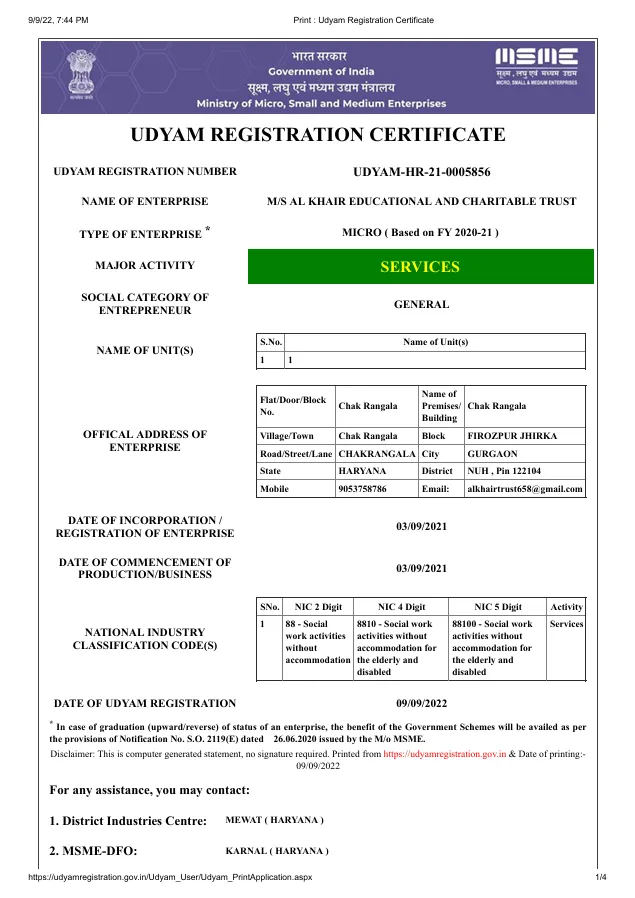 9/9/22, 7:44 PM Print : Udyam Registration Certificate
भारत सरकार
Government of India
सूक्ष्म, लघु एवं मध्यम उद्यम मंत्रालय
Ministry of Micro, Small and Medium Enterprises
MSME
सूक्ष्म, लघु एवं मध्यम उद्यम
MICRO, SMALL & MEDIUM ENTERPRISES
UDYAM REGISTRATION CERTIFICATE
UDYAM REGISTRATION NUMBER UDYAM-HR-21-0005856
NAME OF ENTERPRISE M/S AL KHAIR EDUCATIONAL AND CHARITABLE TRUST
TYPE OF ENTERPRISE * MICRO ( Based on FY 2020-21 )
MAJOR ACTIVITY SERVICES
SOCIAL CATEGORY OF
ENTREPRENEUR
GENERAL
NAME OF UNIT(S)
S.No. Name of Unit(s)
1 1
OFFICAL ADDRESS OF
ENTERPRISE
Flat/Door/Block
No.
Chak Rangala
Name of
Premises/
Building
Chak Rangala
Village/Town Chak Rangala Block FIROZPUR JHIRKA
Road/Street/Lane CHAKRANGALA City GURGAON
State HARYANA District NUH , Pin 122104
Mobile 9053758786 Email: alkhairtrust658@gmail.com
DATE OF INCORPORATION /
REGISTRATION OF ENTERPRISE
03/09/2021
DATE OF COMMENCEMENT OF
PRODUCTION/BUSINESS
03/09/2021
NATIONAL INDUSTRY
CLASSIFICATION CODE(S)
SNo. NIC 2 Digit NIC 4 Digit NIC 5 Digit Activity
1 88 - Social 8810 - Social work 88100 - Social work Services
work activities activities without activities without
without accommodation for accommodation for
accommodation the elderly and the elderly and
disabled disabled
DATE OF UDYAM REGISTRATION 09/09/2022
* In case of graduation (upward/reverse) of status of an enterprise, the benefit of the Government Schemes will be availed as per
the provisions of Notification No. S.O. 2119(E) dated 26.06.2020 issued by the M/o MSME.
Disclaimer: This is computer generated statement, no signature required. Printed from https://udyamregistration.gov.in & Date of printing:-
09/09/2022
For any assistance, you may contact:
1. District Industries Centre: MEWAT ( HARYANA )
2. MSME-DFO: KARNAL ( HARYANA )
https://udyamregistration.gov.in/Udyam_User/Udyam_PrintApplication.aspx 1/4